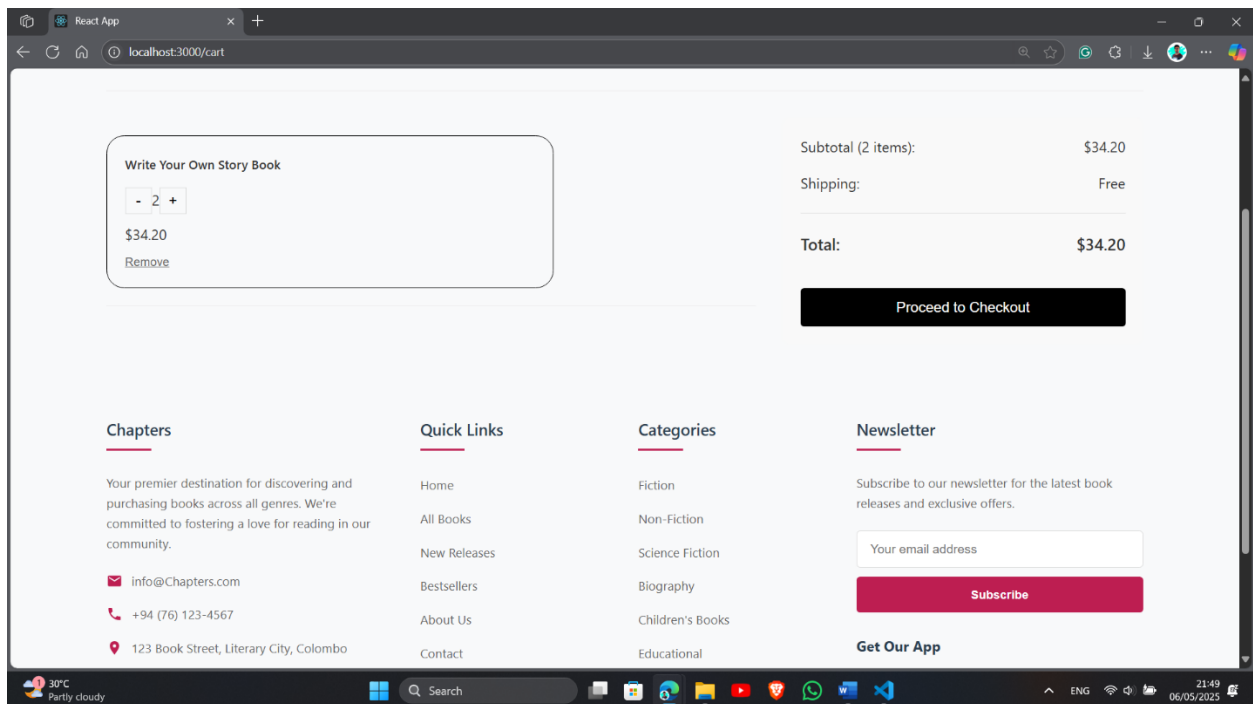 React App
localhost:3000/cart
Write Your Own Story Book
- 2 +
$34.20
Remove
Subtotal (2 items): $34.20
Shipping: Free
Total: $34.20
Proceed to Checkout
Chapters
Your premier destination for discovering and
purchasing books across all genres. We're
committed to fostering a love for reading in our
community.
info@Chapters.com
+94 (76) 123-4567
123 Book Street, Literary City, Colombo
Quick Links
Home
All Books
New Releases
Bestsellers
About Us
Contact
Categories
Fiction
Non-Fiction
Science Fiction
Biography
Children's Books
Educational
Newsletter
Subscribe to our newsletter for the latest book
releases and exclusive offers.
Your email address
Subscribe
Get Our App
1
30°C
Partly cloudy
Search
ENG
21:49
06/05/2025